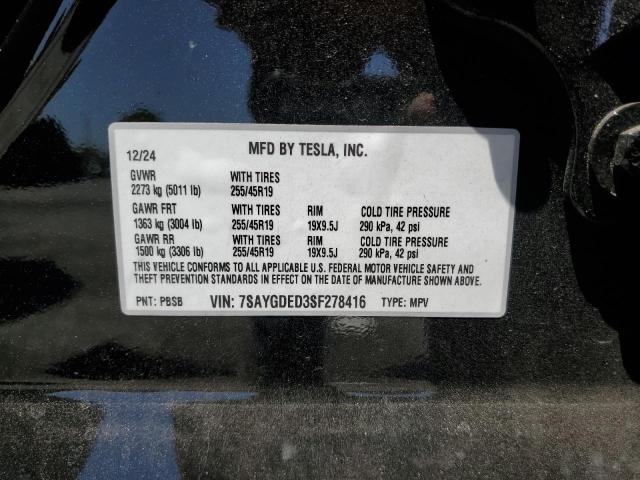 12/24 MFD BY TESLA, INC.
GVWR WITH TIRES
2273 kg (5011 lb) 255/45R19
GAWR FRT WITH TIRES RIM COLD TIRE PRESSURE
1363 kg (3004 lb) 255/45R19 19X9.5J 290 kPa, 42 psi
GAWR RR WITH TIRES RIM COLD TIRE PRESSURE
1500 kg (3306 lb) 255/45R19 19X9.5J 290 kPa, 42 psi
THIS VEHICLE CONFORMS TO ALL APPLICABLE U.S. FEDERAL MOTOR VEHICLE SAFETY AND
THEFT PREVENTION STANDARDS IN EFFECT ON THE DATE OF MANUFACTURE SHOWN ABOVE.
PNT: PBSB VIN: 7SAYGDED3SF278416 TYPE: MPV